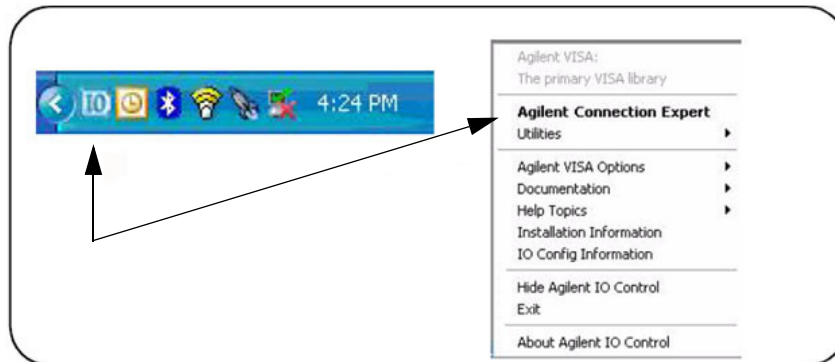 IO
4:24 PM
Agilent VISA:
The primary VISA library
Agilent Connection Expert
Utilities
Agilent VISA Options
Documentation
Help Topics
Installation Information
IO Config Information
Hide Agilent IO Control
Exit
About Agilent IO Control